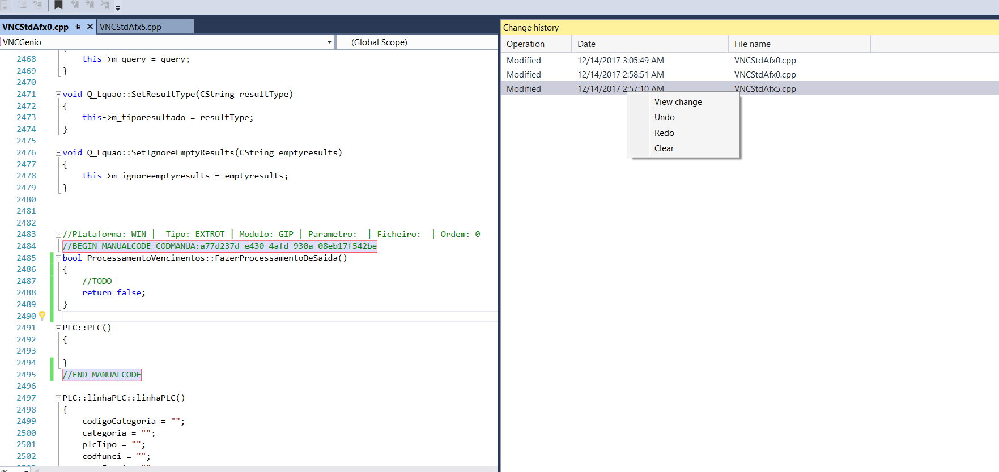 VNCStdAfx0.cpp VNCStdAfx5.cpp
VNCGenio (Global Scope)
2468 this->m_query = query;
2469 }
2470
2471 void Q_Lquao::SetResultType(CString resultType)
2472 {
2473 this->m_tiporesultado = resultType;
2474 }
2475
2476 void Q_Lquao::SetIgnoreEmptyResults(CString emptyresults)
2477 {
2478 this->m_ignoreemptyresults = emptyresults;
2479 }
2480
2481
2482
2483 //Plataforma: WIN | Tipo: EXTROT | Modulo: GIP | Parametro: | Ficheiro: | Ordem: 0
2484 //BEGIN_MANUALCODE_CODMANUA:a77d237d-e430-4afd-930a-08eb17f542be
2485 bool ProcessamentoVencimentos::FazerProcessamentoDeSaida()
2486 {
2487 //TODO
2488 return false;
2489 }
2490
2491 PLC::PLC()
2492 {
2493
2494 }
2495 //END_MANUALCODE
2496
2497 PLC::linhaPLC::linhaPLC()
2498 {
2499 codigoCategoria = "";
2500 categoria = "";
2501 plcTipo = "";
2502 codfunci = "";
%
Change history
Operation Date File name
Modified 12/14/2017 3:05:49 AM VNCStdAfx0.cpp
Modified 12/14/2017 2:58:51 AM VNCStdAfx0.cpp
Modified 12/14/2017 2:57:10 AM VNCStdAfx5.cpp
View change
Undo
Redo
Clear